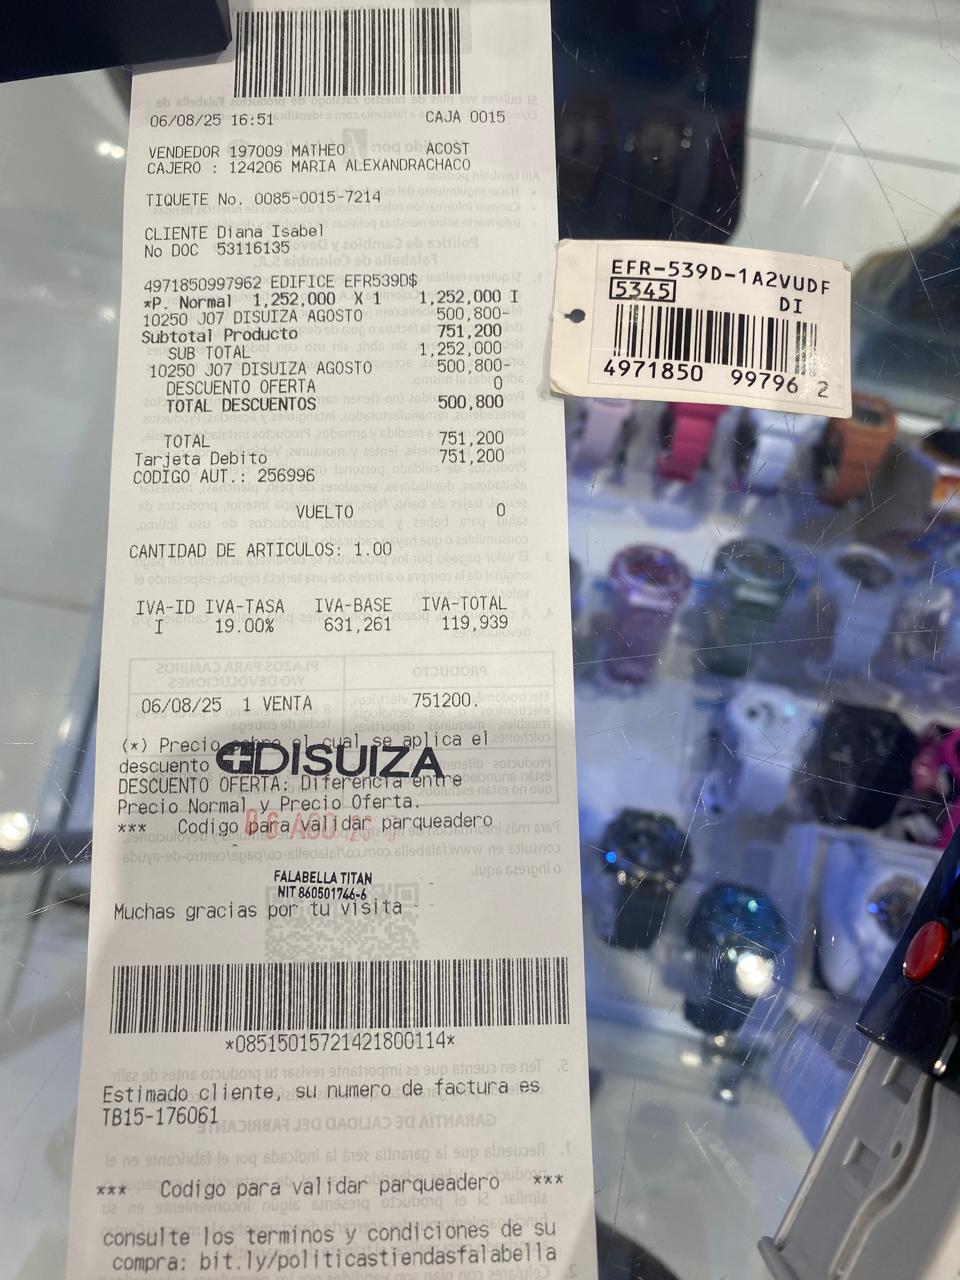 06/08/25 16:51 CAJA 0015
VENDEDOR 197009 MATHEO ACOST
CAJERO : 124206 MARIA ALEXANDRACHACO
TIQUETE No. 0085-0015-7214
CLIENTE Diana Isabel
No DOC 53116135
4971850997962 EDIFICE EFR539D$
*P. Normal 1,252,000 X 1 1,252,000 I
10250 J07 DISUIZA AGOSTO 500,800-
Subtotal Producto 751,200
SUB TOTAL 1,252,000
10250 J07 DISUIZA AGOSTO 500,800-
DESCUENTO OFERTA 0
TOTAL DESCUENTOS 500,800
TOTAL 751,200
Tarjeta Debito 751,200
CODIGO AUT.: 256996
VUELTO 0
CANTIDAD DE ARTICULOS: 1.00
IVA-ID IVA-TASA IVA-BASE IVA-TOTAL
I 19.00% 631,261 119,939
06/08/25 1 VENTA 751200.
(*) Precio sobre el cual se aplica el
descuento
DISUIZA
DESCUENTO OFERTA: Diferencia entre
Precio Normal y Precio Oferta.
*** Codigo para validar parqueadero
FALABELLA TITAN
NIT 860501746-6
Muchas gracias por tu visita
*08515015721421800114*
Estimado cliente, su numero de factura es
TB15-176061
*** Codigo para validar parqueadero ***
consulte los terminos y condiciones de su
compra: bit.ly/politicastiendasfalabella
EFR-539D-1A2VUDF
5345 DI
4971850 99796 2